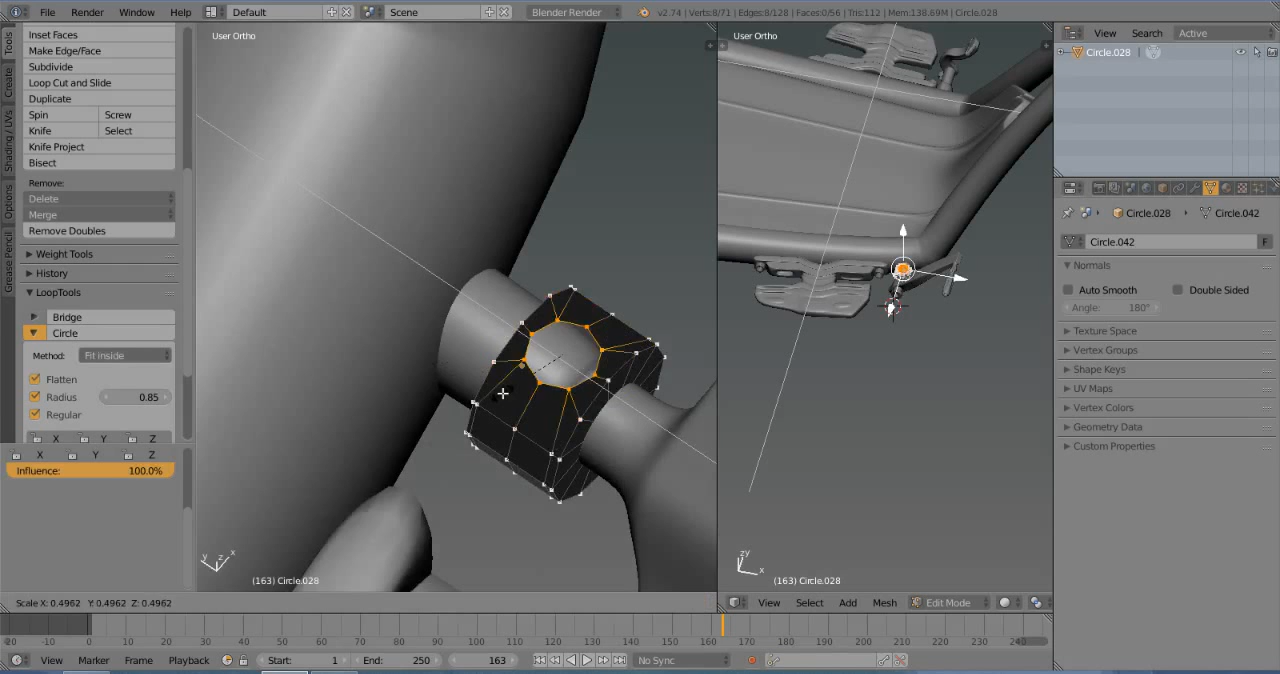 File Render Window Help Default Scene Blender Render v2.74 | Verts:8/71 | Edges:8/128 | Faces:0/56 | Tris:112 | Mem:138.69M | Circle.028
Tools
Create
Shading / UVs
Options
Grease Pencil
Inset Faces
Make Edge/Face
Subdivide
Loop Cut and Slide
Duplicate
Spin Screw
Knife Select
Knife Project
Bisect
Remove:
Delete
Merge
Remove Doubles
Weight Tools
History
LoopTools
Bridge
Circle
Method: Fit inside
Flatten
Radius 0.85
Regular
X Y Z
X Y Z
Influence: 100.0%
User Ortho
y z x
(163) Circle.028
Scale X: 0.4962 Y: 0.4962 Z: 0.4962
User Ortho
zy
x
(163) Circle.028
View Select Add Mesh Edit Mode
View Search Active
Circle.028
Circle.028 Circle.042
Circle.042 F
Normals
Auto Smooth Double Sided
Angle: 180°
Texture Space
Vertex Groups
Shape Keys
UV Maps
Vertex Colors
Geometry Data
Custom Properties
-20 -10 0 10 20 30 40 50 60 70 80 90 100 110 120 130 140 150 160 170 180 190 200 210 220 230 240
View Marker Frame Playback Start: 1 End: 250 163 No Sync